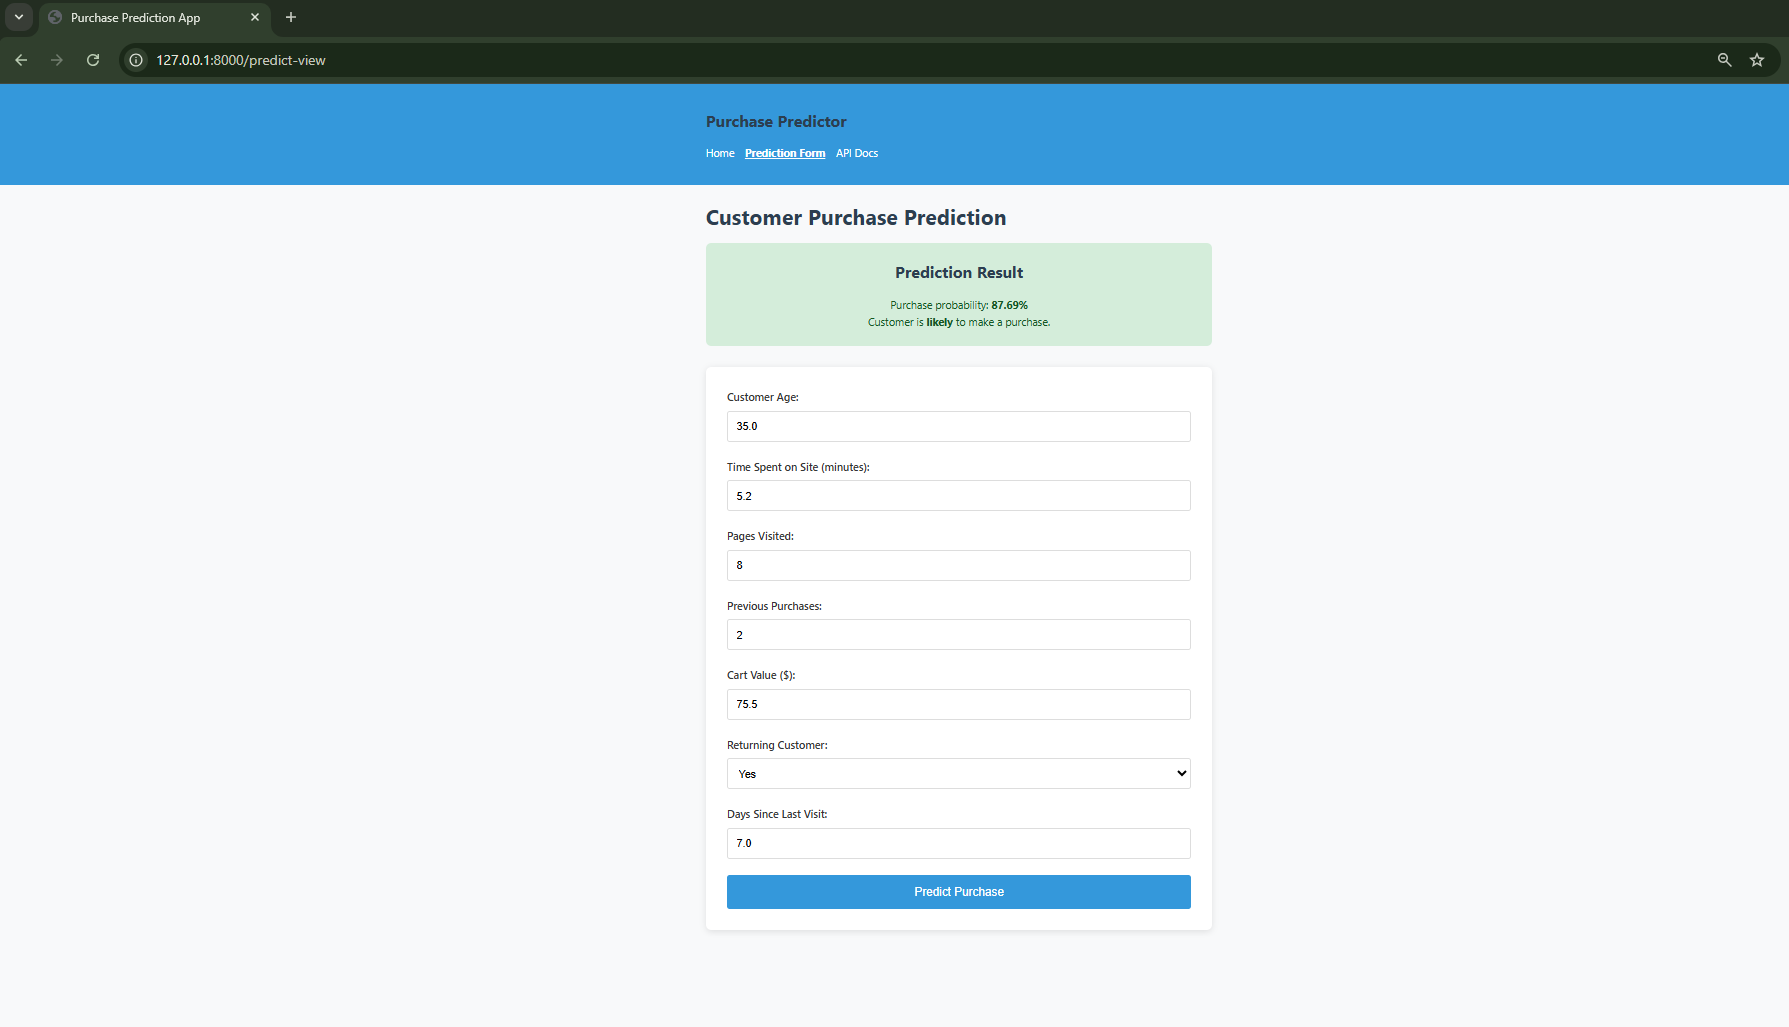 Purchase Prediction App
127.0.0.1:8000/predict-view
Purchase Predictor
Home Prediction Form API Docs
Customer Purchase Prediction
Prediction Result
Purchase probability: 87.69%
Customer is likely to make a purchase.
Customer Age:
35.0
Time Spent on Site (minutes):
5.2
Pages Visited:
8
Previous Purchases:
2
Cart Value ($):
75.5
Returning Customer:
Yes
Days Since Last Visit:
7.0
Predict Purchase